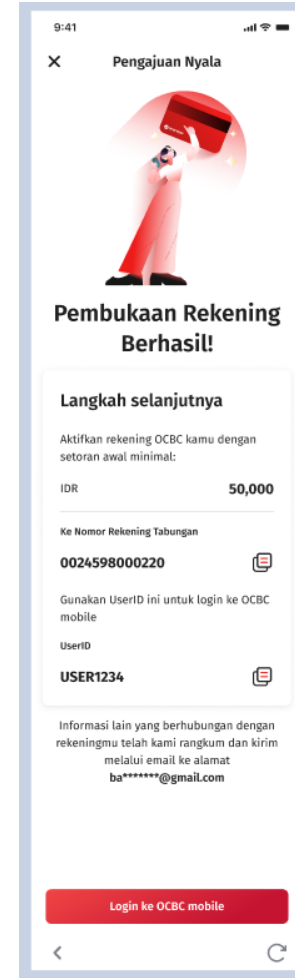 9:41
Pengajuan Nyala
Pembukaan Rekening
Berhasil!
Langkah selanjutnya
Aktifkan rekening OCBC kamu dengan
setoran awal minimal:
IDR 50,000
Ke Nomor Rekening Tabungan
0024598000220
Gunakan UserID ini untuk login ke OCBC
mobile
UserID
USER1234
Informasi lain yang berhubungan dengan
rekeningmu telah kami rangkum dan kirim
melalui email ke alamat
ba*******@gmail.com
Login ke OCBC mobile